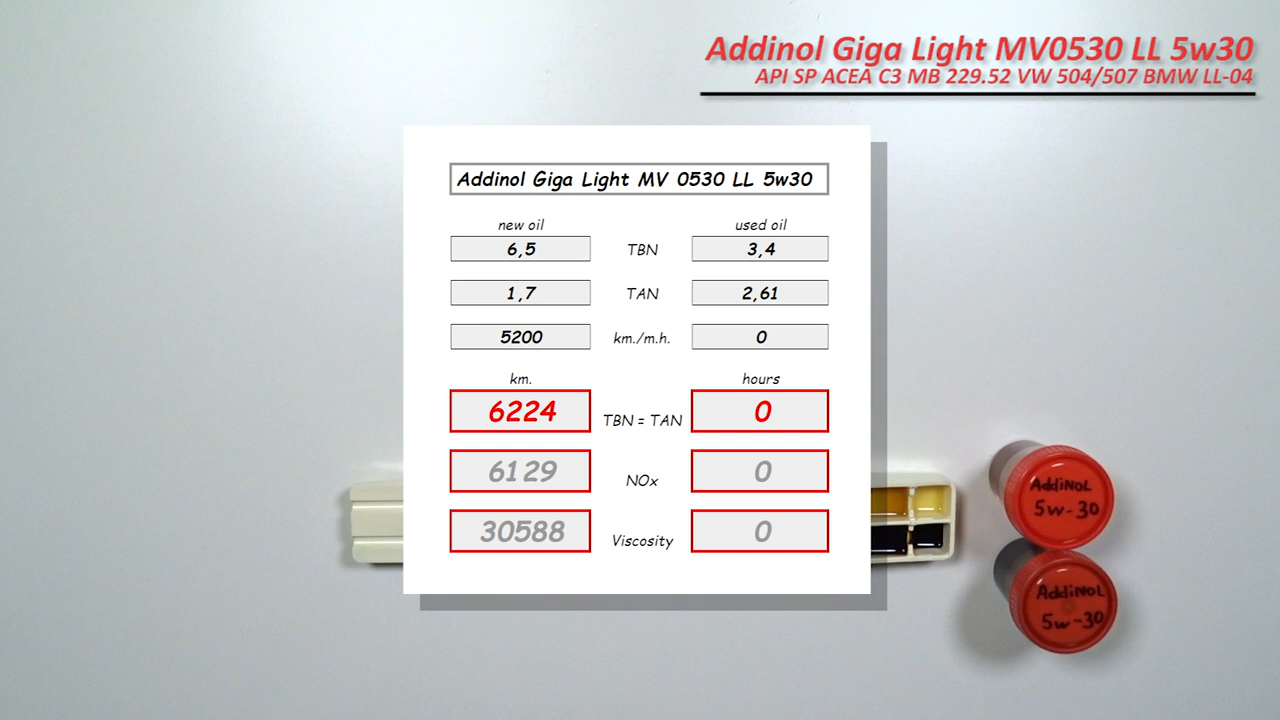 Addinol Giga Light MV0530 LL 5w30
API SP ACEA C3 MB 229.52 VW 504/507 BMW LL-04
Addinol Giga Light MV 0530 LL 5w30
new oil used oil
6,5 TBN 3,4
1,7 TAN 2,61
5200 km./m.h. 0
km. hours
6224 TBN = TAN 0
6129 NOx 0
30588 Viscosity 0
AddiNOL
5w-30
AddiNOL
5w-30